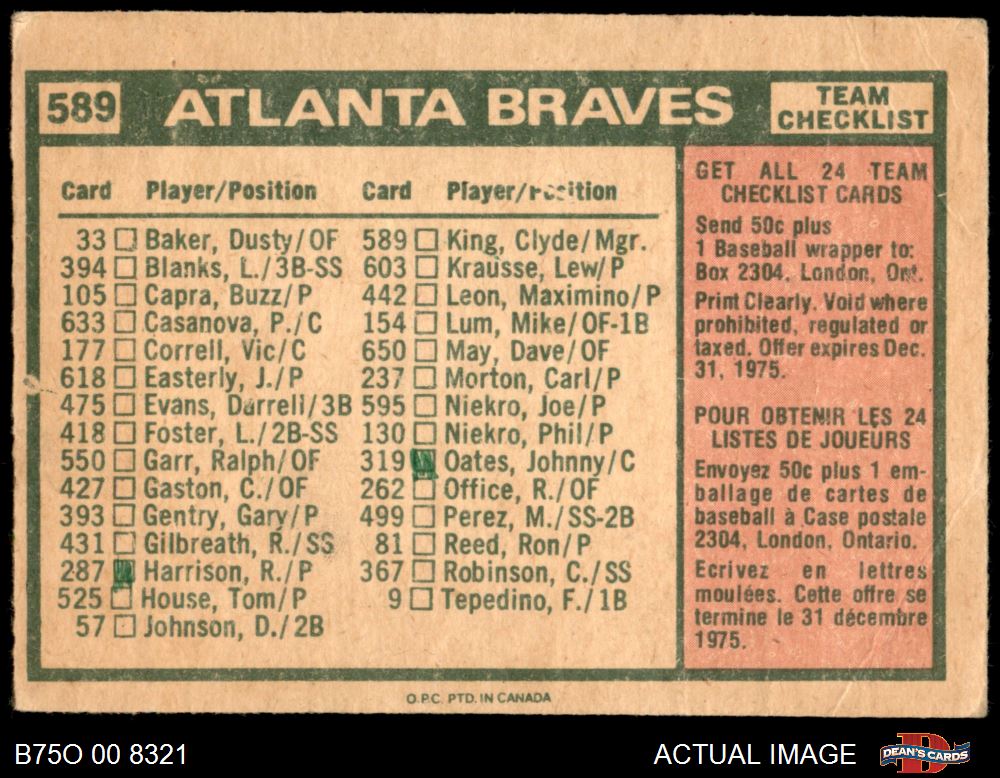 589
ATLANTA BRAVES
TEAM
CHECKLIST
Card Player/Position
33 Baker, Dusty/OF
394 Blanks, L./3B-SS
105 Capra, Buzz/P
633 Casanova, P./C
177 Correll, Vic/C
618 Easterly, J./P
475 Evans, Darrell/3B
418 Foster, L./2B-SS
550 Garr, Ralph/OF
427 Gaston, C./OF
393 Gentry, Gary/P
431 Gilbreath, R./SS
287 Harrison, R./P
525 House, Tom/P
57 Johnson, D./2B
Card Player/Position
589 King, Clyde/Mgr.
603 Krausse, Lew/P
442 Leon, Maximino/P
154 Lum, Mike/OF-1B
650 May, Dave/OF
237 Morton, Carl/P
595 Niekro, Joe/P
130 Niekro, Phil/P
319 Oates, Johnny/C
262 Office, R./OF
499 Perez, M./SS-2B
81 Reed, Ron/P
367 Robinson, C./SS
9 Tepedino, F./1B
GET ALL 24 TEAM
CHECKLIST CARDS
Send 50c plus
1 Baseball wrapper to:
Box 2304, London, Ont.
Print Clearly. Void where
prohibited, regulated or
taxed. Offer expires Dec.
31, 1975.
POUR OBTENIR LES 24
LISTES DE JOUEURS
Envoyez 50c plus 1 em-
ballage de cartes de
baseball à Case postale
2304, London, Ontario.
Ecrivez en lettres
moulées. Cette offre se
termine le 31 décembre
1975.
O.P.C. PTD. IN CANADA
B75O 00 8321
ACTUAL IMAGE
DEAN'S CARDS